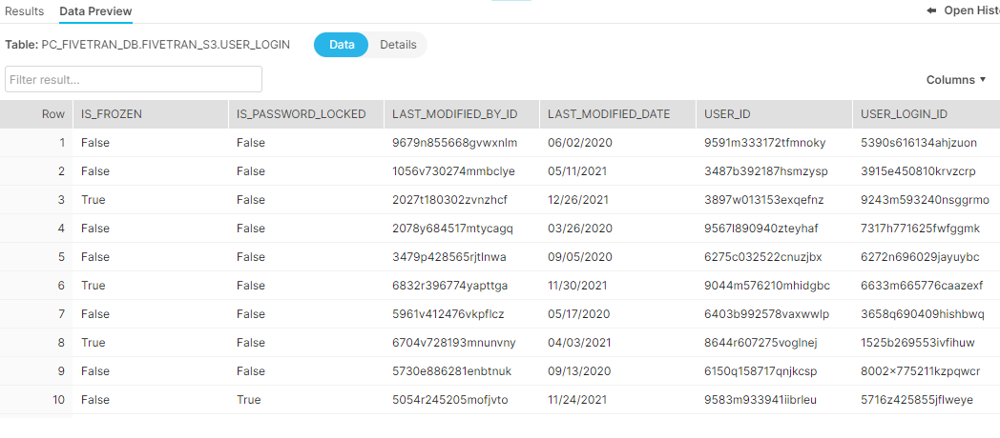 Results Data Preview Open Histo
Table: PC_FIVETRAN_DB.FIVETRAN_S3.USER_LOGIN Data Details
Filter result...
Columns
Row IS_FROZEN IS_PASSWORD_LOCKED LAST_MODIFIED_BY_ID LAST_MODIFIED_DATE USER_ID USER_LOGIN_ID
1 False False 9679n855668gvwxnlm 06/02/2020 9591m333172tfmnoky 5390s616134ahjzuon
2 False False 1056v730274mmbclye 05/11/2021 3487b392187hsmzysp 3915e450810krvzcrp
3 True False 2027t180302zvnzhcf 12/26/2021 3897w013153exqefnz 9243m593240nsggrmo
4 False False 2078y684517mtycagq 03/26/2020 9567l890940zteyhaf 7317h771625fwfggmk
5 False False 3479p428565rjtlnwa 09/05/2020 6275c032522cnuzjbx 6272n696029jayuybc
6 True False 6832r396774yapttga 11/30/2021 9044m576210mhidgbc 6633m665776caazexf
7 False False 5961v412476vkpflcz 05/17/2020 6403b992578vaxwwlp 3658q690409hishbwq
8 True False 6704v728193mnunvny 04/03/2021 8644r607275voglnej 1525b269553ivfihuw
9 False False 5730e886281enbtnuk 09/13/2020 6150q158717qnjkcsp 8002x775211kzpqwcr
10 False True 5054r245205mofjvto 11/24/2021 9583m933941iibrleu 5716z425855jflweye